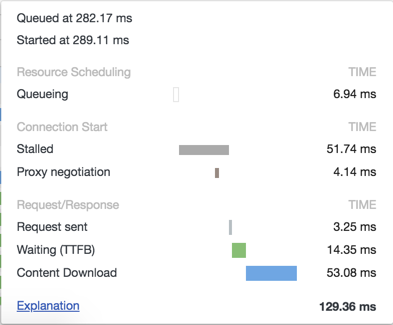 Queued at 282.17 ms
Started at 289.11 ms
Resource Scheduling TIME
Queueing 6.94 ms
Connection Start TIME
Stalled 51.74 ms
Proxy negotiation 4.14 ms
Request/Response TIME
Request sent 3.25 ms
Waiting (TTFB) 14.35 ms
Content Download 53.08 ms
Explanation 129.36 ms